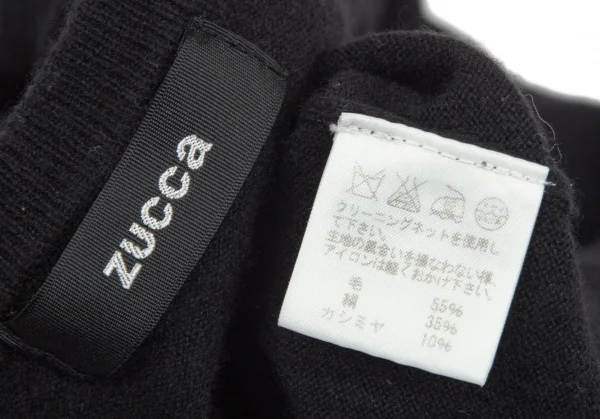 zucca
クリーニングネットを使用し
て下さい。
生地の風合いを損なわない様、
アイロンは軽くおかけ下さい。
毛 55%
綿 35%
カシミヤ 10%